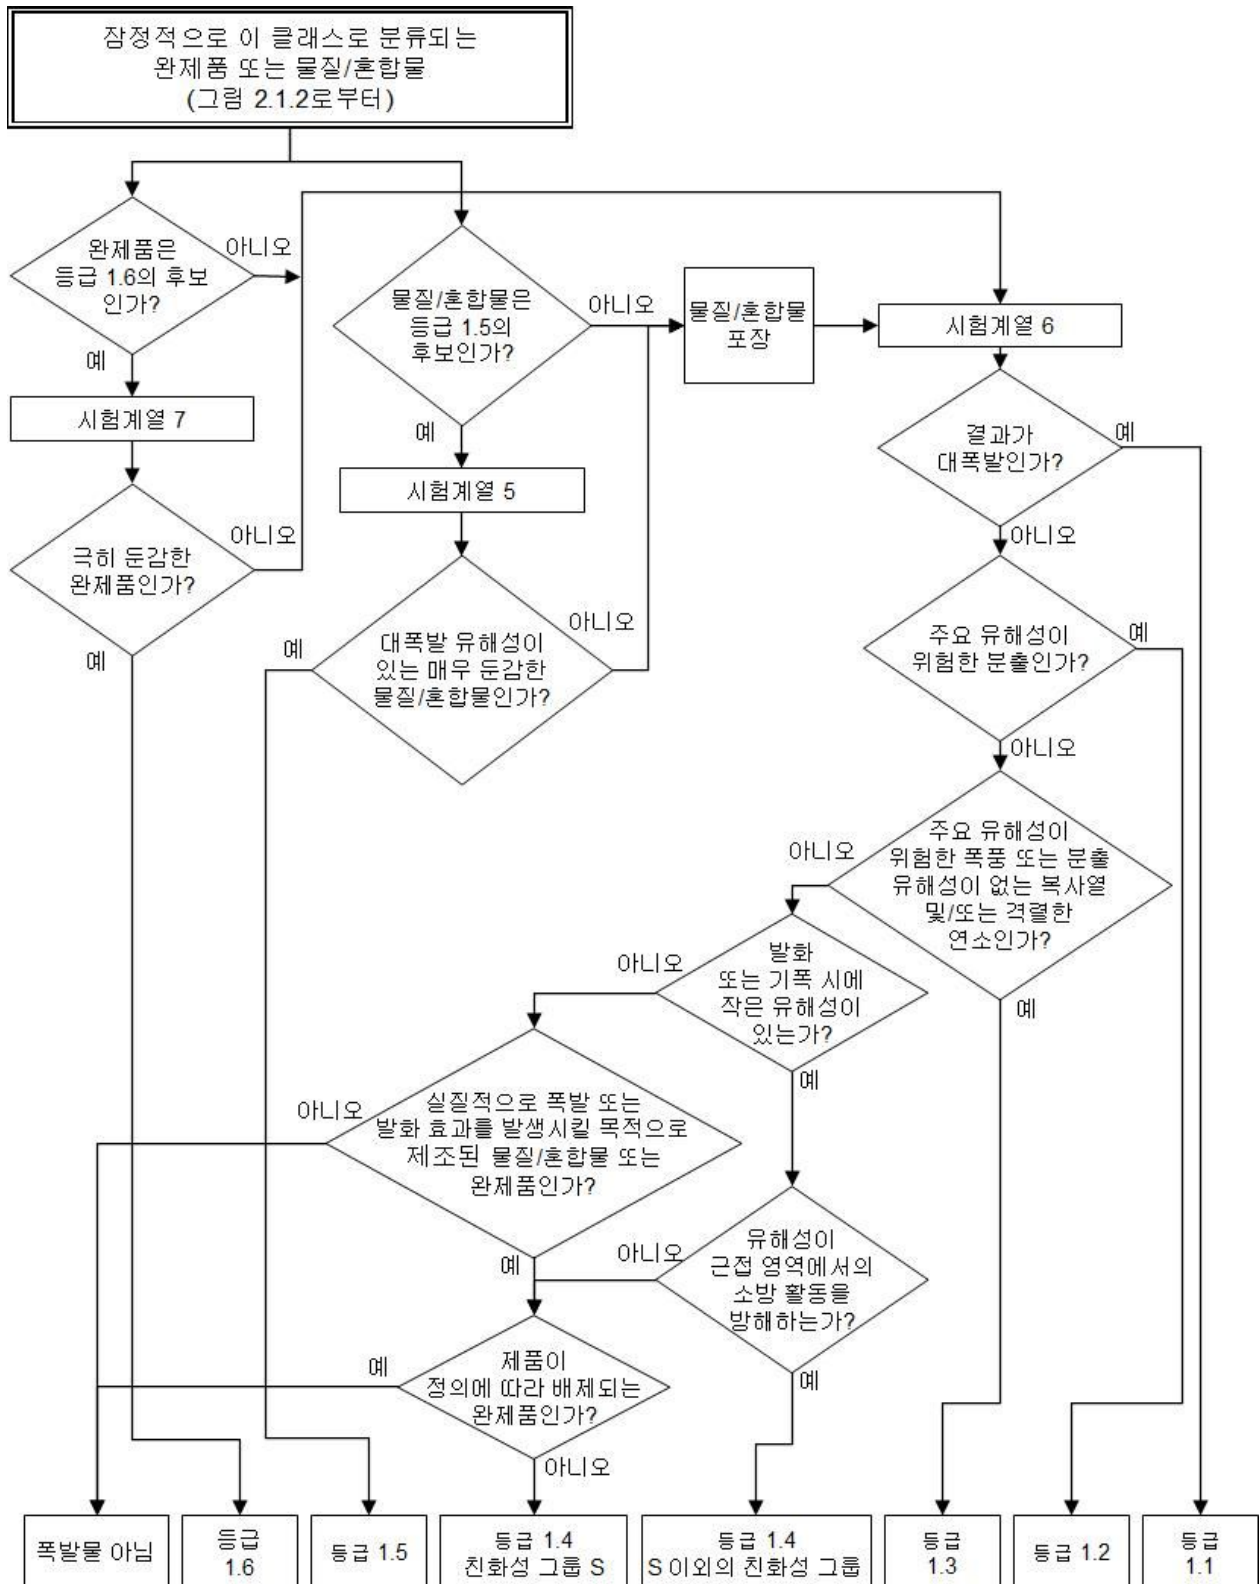 잠정적으로 이 클래스로 분류되는
완제품 또는 물질/혼합물
(그림 2.1.2로부터)
완제품은
등급 1.6의 후보
인가?
아니오
예
시험계열 7
극히 둔감한
완제품인가?
아니오
예
물질/혼합물은
등급 1.5의
후보인가?
아니오
예
시험계열 5
대폭발 유해성이
있는 매우 둔감한
물질/혼합물인가?
아니오
예
물질/혼합물
포장
시험계열 6
결과가
대폭발인가?
예
아니오
주요 유해성이
위험한 분출인가?
예
아니오
주요 유해성이
위험한 폭풍 또는 분출
유해성이 없는 복사열
및/또는 격렬한
연소인가?
아니오
예
발화
또는 기폭 시에
작은 유해성이
있는가?
아니오
예
실질적으로 폭발 또는
발화 효과를 발생시킬 목적으로
제조된 물질/혼합물 또는
완제품인가?
아니오
예
유해성이
근접 영역에서의
소방 활동을
방해하는가?
아니오
예
제품이
정의에 따라 배제되는
완제품인가?
예
아니오
폭발물 아님
등급
1.6
등급 1.5
등급 1.4
친화성 그룹 S
등급 1.4
S 이외의 친화성 그룹
등급
1.3
등급 1.2
등급
1.1